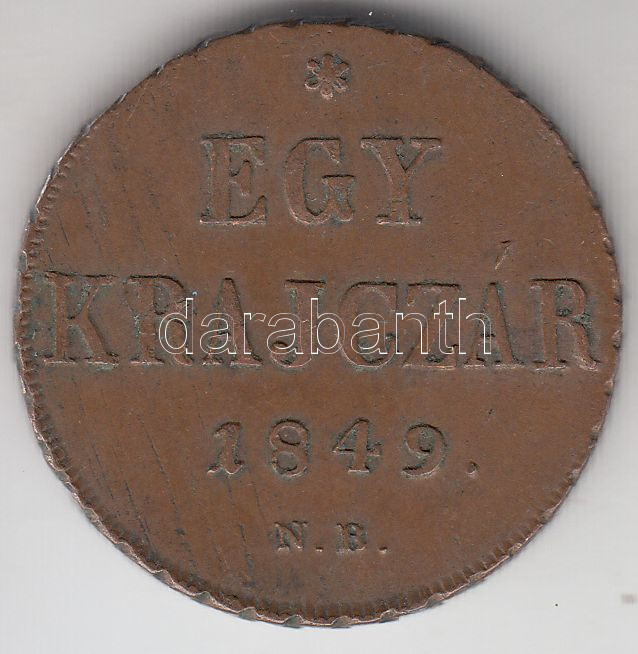 EGY
KRAJCZÁR
darabanth
1849.
N.B.